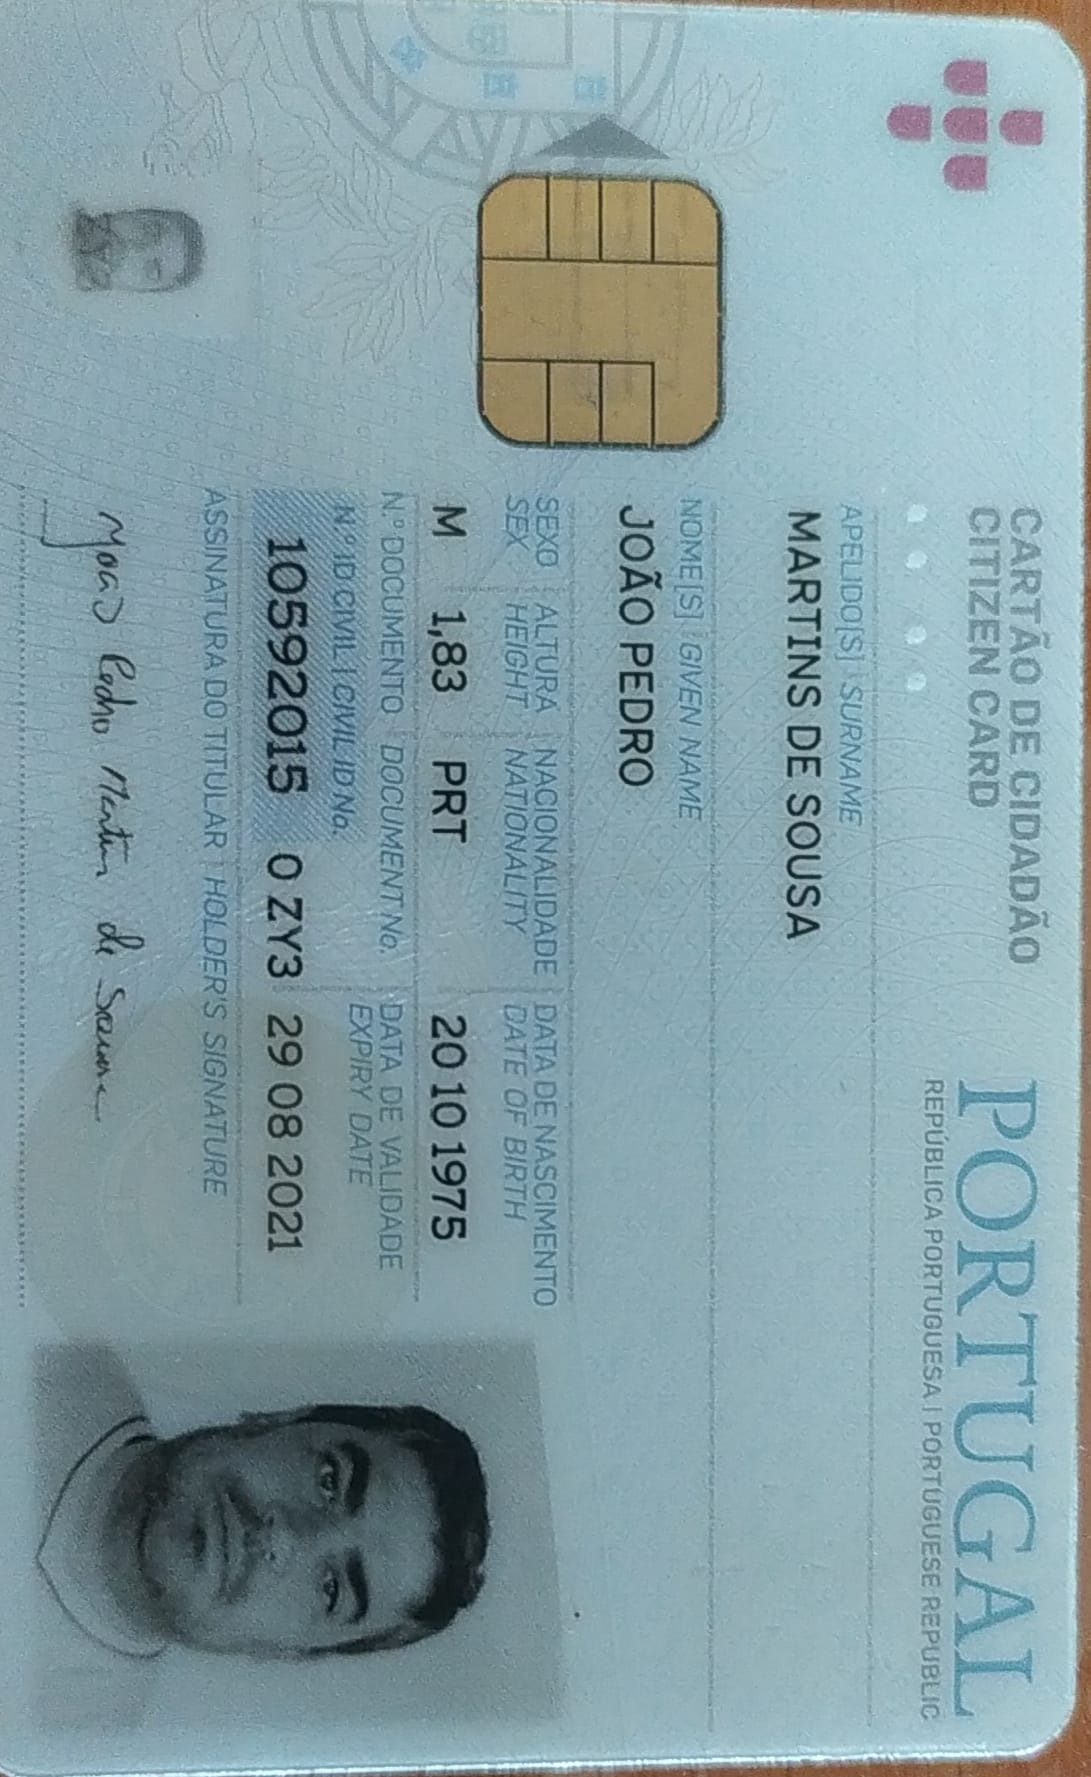 CARTÃO DE CIDADÃO
CITIZEN CARD
PORTUGAL
REPÚBLICA PORTUGUESA | PORTUGUESE REPUBLIC
APELIDO[S] | SURNAME
MARTINS DE SOUSA
NOME[S] | GIVEN NAME
JOÃO PEDRO
SEXO ALTURA NACIONALIDADE DATA DE NASCIMENTO
SEX HEIGHT NATIONALITY DATE OF BIRTH
M 1,83 PRT 20 10 1975
N.º DOCUMENTO | DOCUMENT No. DATA DE VALIDADE
N.º ID CIVIL | CIVIL ID No. EXPIRY DATE
10592015 0 ZY3 29 08 2021
ASSINATURA DO TITULAR | HOLDER'S SIGNATURE
João Pedro Martins de Sousa